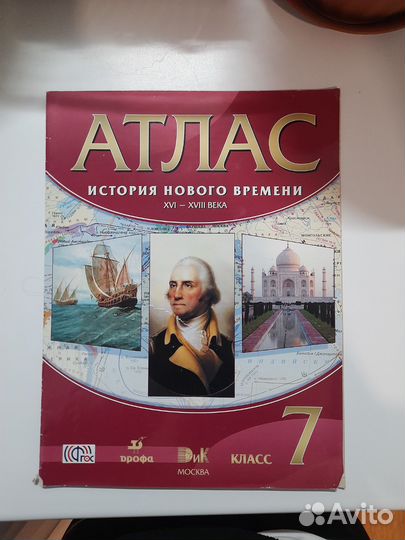 АТЛАС
ИСТОРИЯ НОВОГО ВРЕМЕНИ
XVI – XVIII ВЕКА
ФГОС
дрофа
ДиК
МОСКВА
КЛАСС 7
Avito